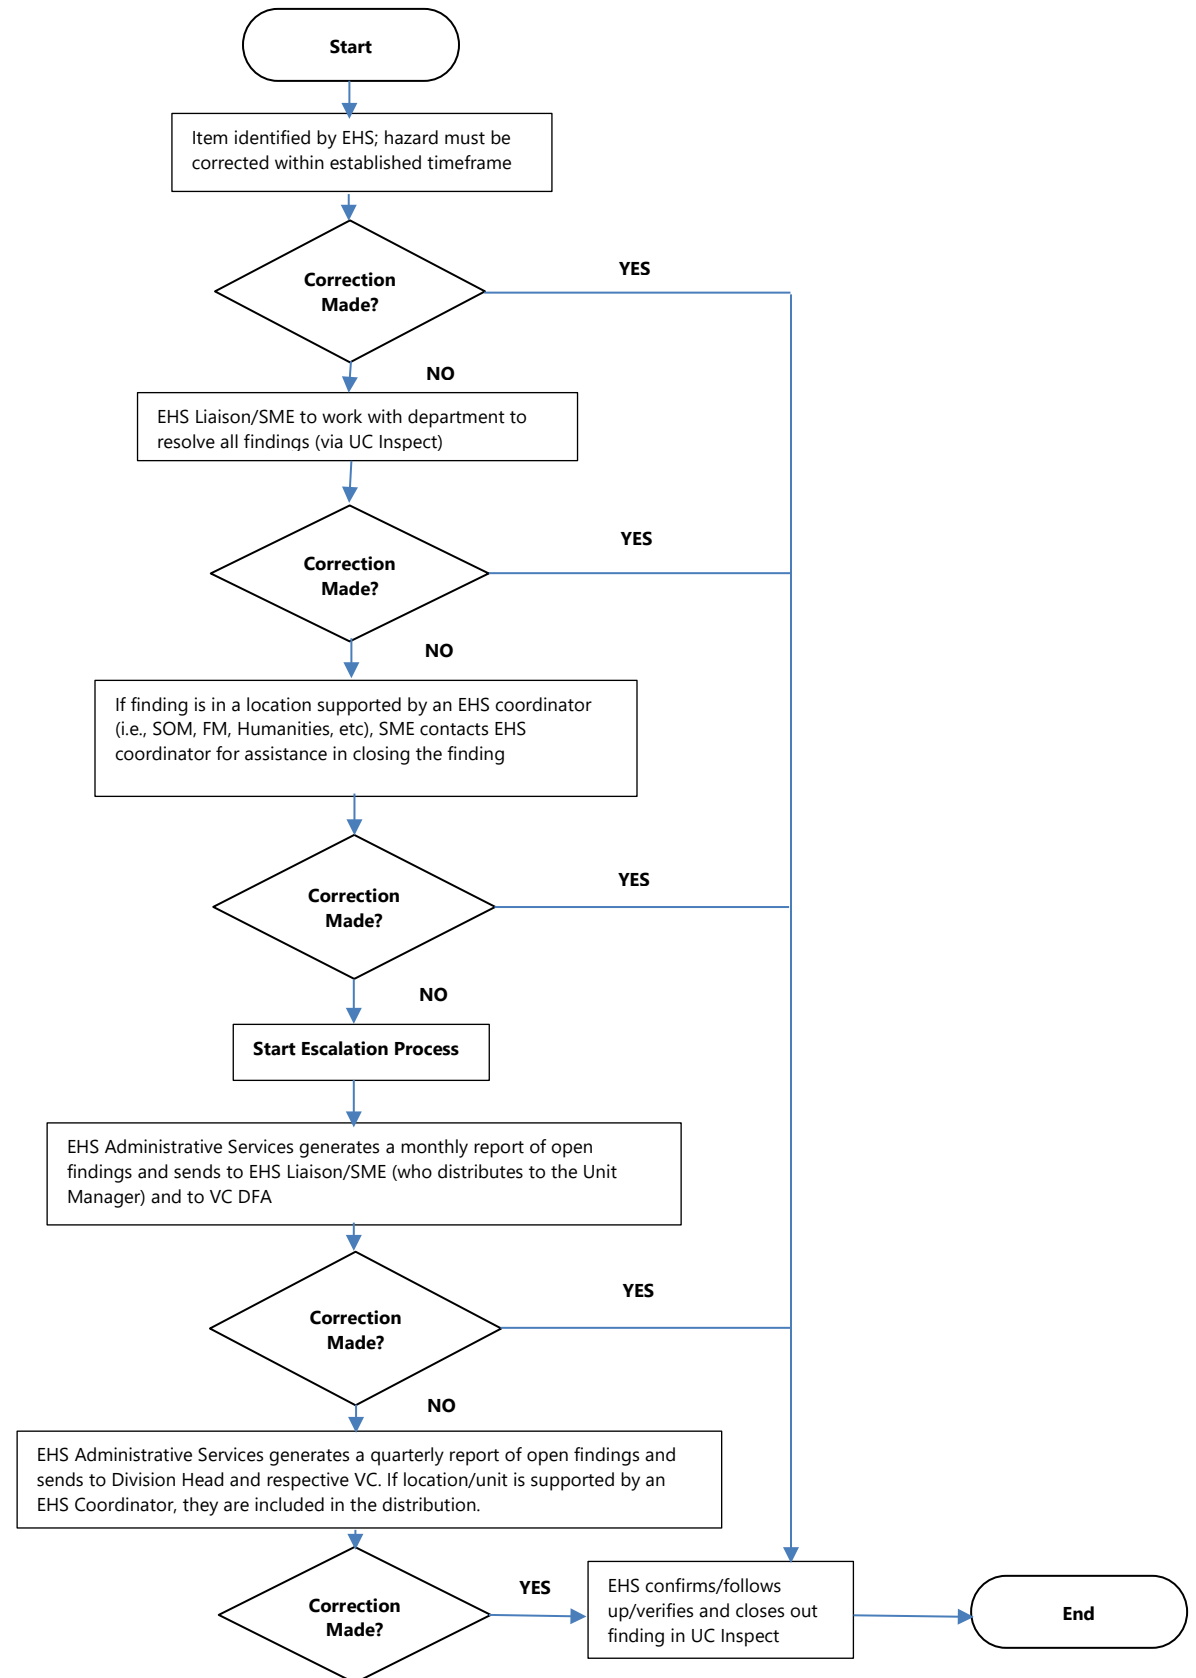 Start
Item identified by EHS; hazard must be
corrected within established timeframe
Correction
Made?
YES
NO
EHS Liaison/SME to work with department to
resolve all findings (via UC Inspect)
Correction
Made?
YES
NO
If finding is in a location supported by an EHS coordinator
(i.e., SOM, FM, Humanities, etc), SME contacts EHS
coordinator for assistance in closing the finding
Correction
Made?
YES
NO
Start Escalation Process
EHS Administrative Services generates a monthly report of open
findings and sends to EHS Liaison/SME (who distributes to the Unit
Manager) and to VC DFA
Correction
Made?
YES
NO
EHS Administrative Services generates a quarterly report of open findings and
sends to Division Head and respective VC. If location/unit is supported by an
EHS Coordinator, they are included in the distribution.
Correction
Made?
YES
EHS confirms/follows
up/verifies and closes out
finding in UC Inspect
End